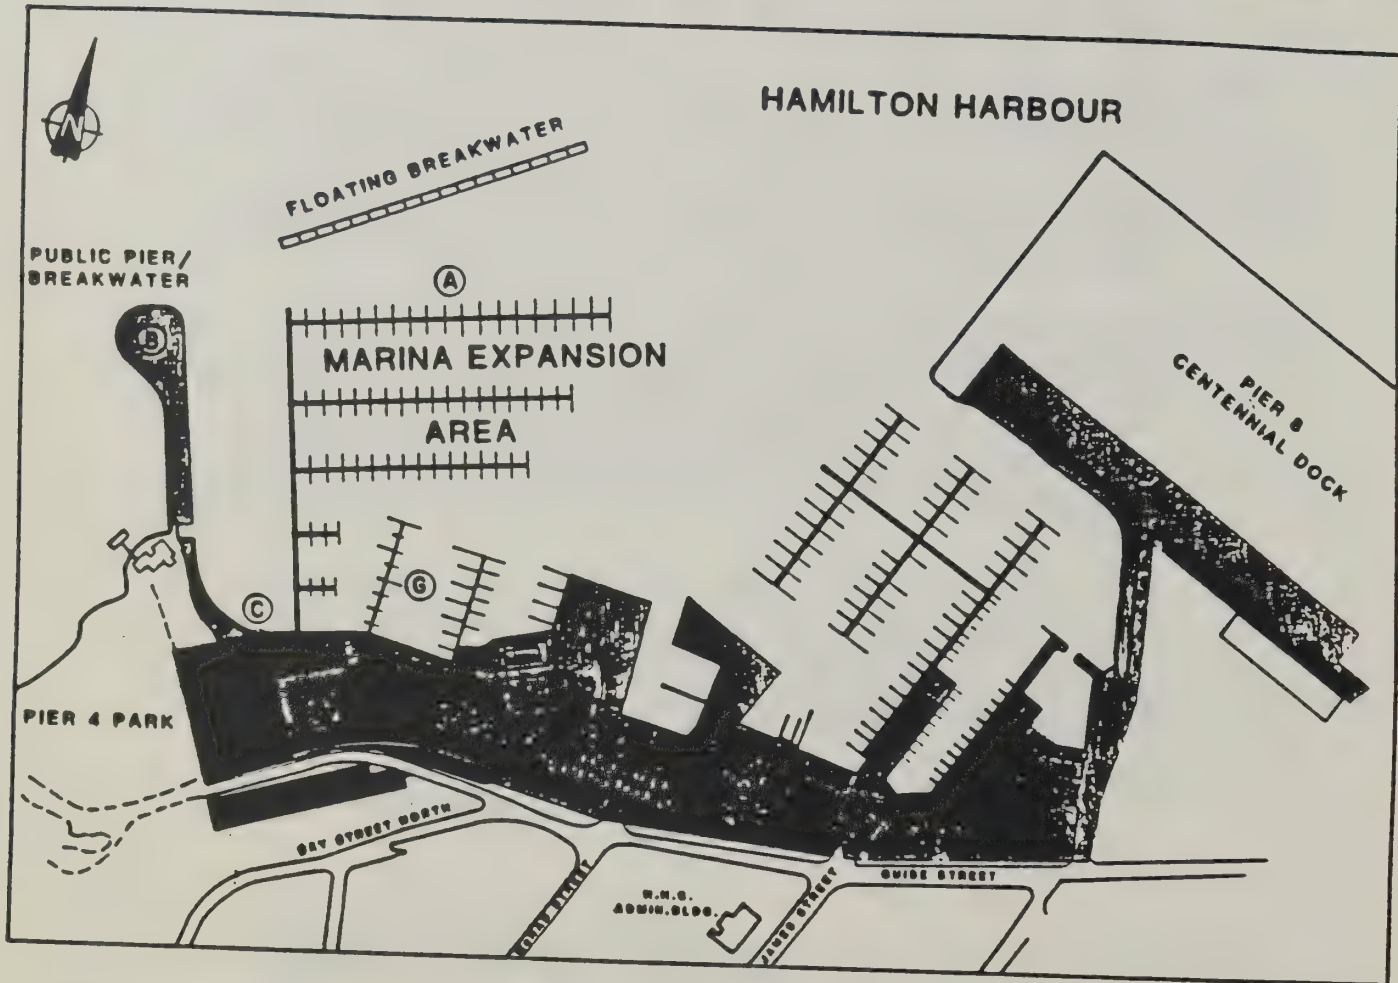 HAMILTON HARBOUR
N
FLOATING BREAKWATER
PUBLIC PIER/
BREAKWATER
A
B
MARINA EXPANSION
AREA
PIER 8
CENTENNIAL DOCK
G
C
PIER 4 PARK
BAY STREET NORTH
STREET
GUISE STREET
ADMIN.BLDG.
JAMES STREET